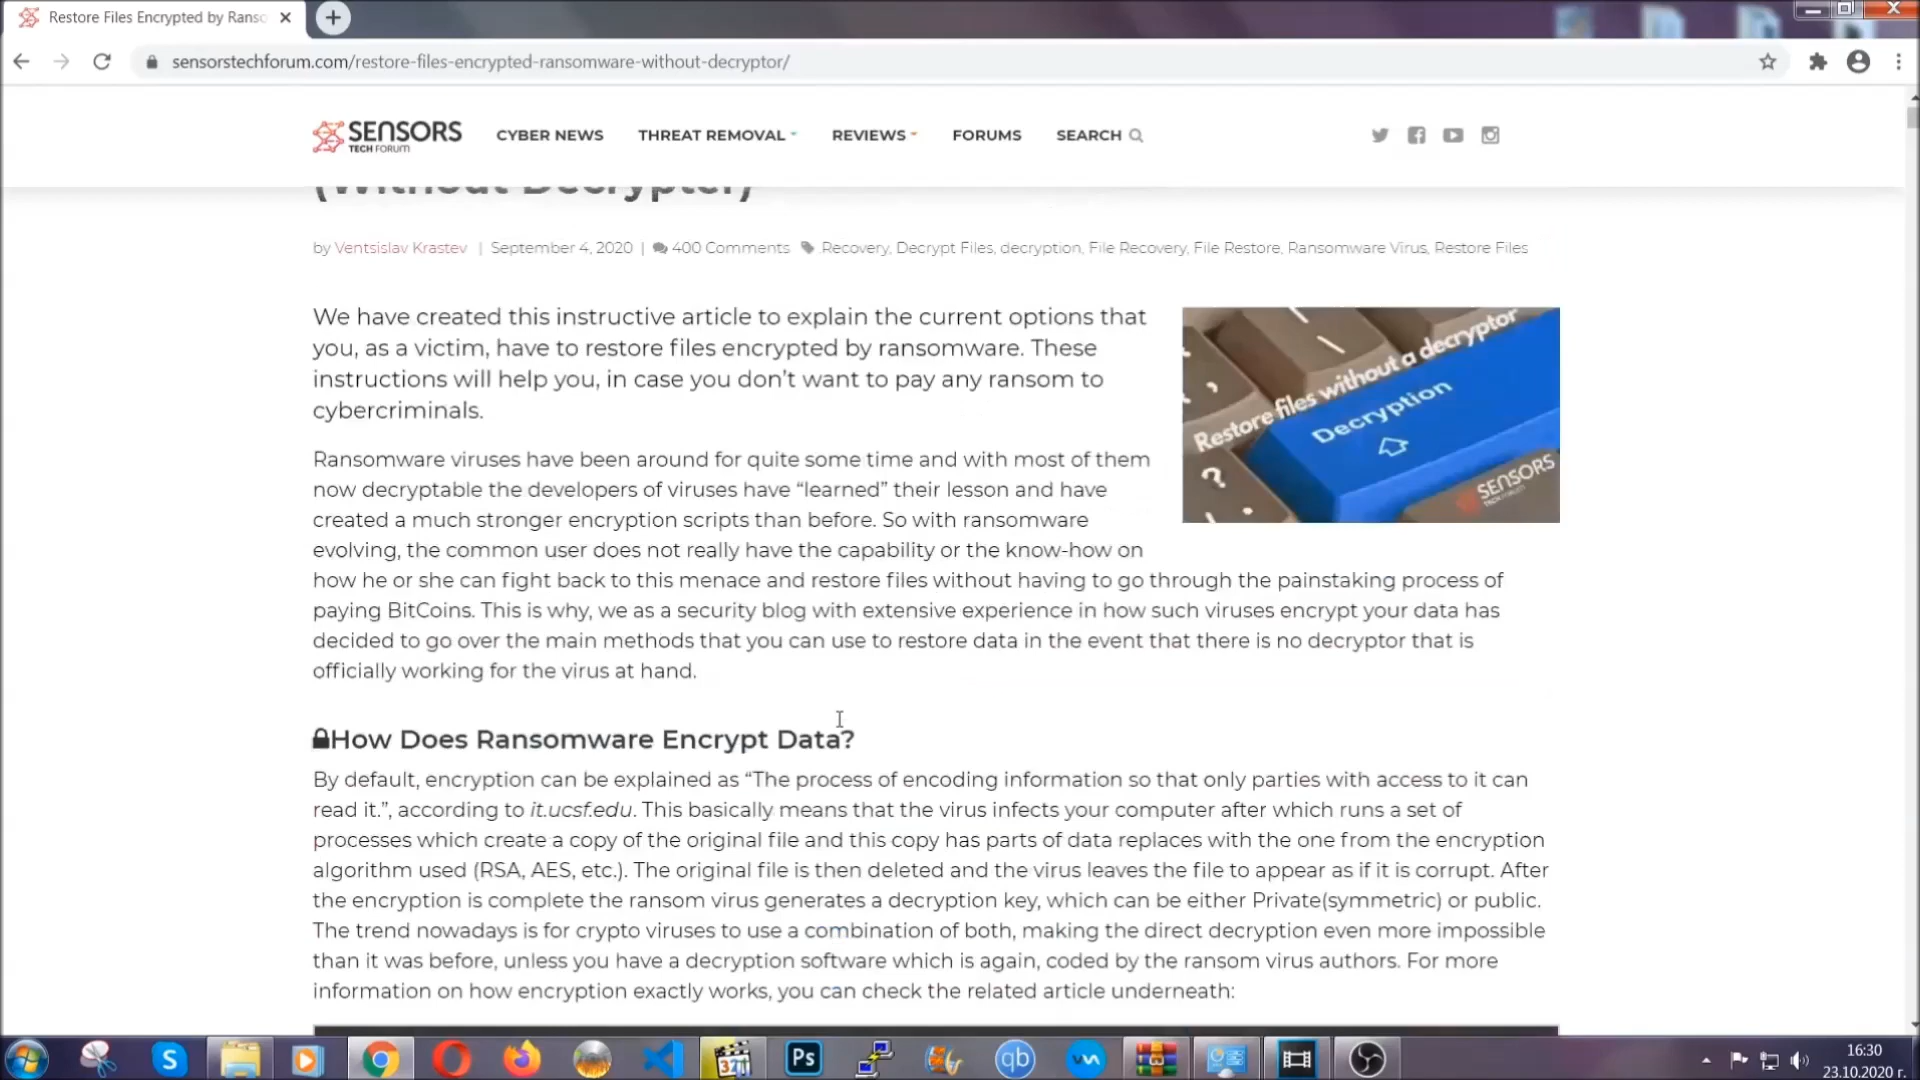 Restore Files Encrypted by Ranso
sensorstechforum.com/restore-files-encrypted-ransomware-without-decryptor/
SENSORS
TECH FORUM
CYBER NEWS THREAT REMOVAL REVIEWS FORUMS SEARCH
(Without Decrypter)
by Ventsislav Krastev | September 4, 2020 | 400 Comments Recovery, Decrypt Files, decryption, File Recovery, File Restore, Ransomware Virus, Restore Files
We have created this instructive article to explain the current options that
you, as a victim, have to restore files encrypted by ransomware. These
instructions will help you, in case you don’t want to pay any ransom to
cybercriminals.
Restore files without a decryptor
Decryption
?
SENSORS
TECH FORUM
Ransomware viruses have been around for quite some time and with most of them
now decryptable the developers of viruses have “learned” their lesson and have
created a much stronger encryption scripts than before. So with ransomware
evolving, the common user does not really have the capability or the know-how on
how he or she can fight back to this menace and restore files without having to go through the painstaking process of
paying BitCoins. This is why, we as a security blog with extensive experience in how such viruses encrypt your data has
decided to go over the main methods that you can use to restore data in the event that there is no decryptor that is
officially working for the virus at hand.
How Does Ransomware Encrypt Data?
By default, encryption can be explained as “The process of encoding information so that only parties with access to it can
read it.”, according to it.ucsf.edu. This basically means that the virus infects your computer after which runs a set of
processes which create a copy of the original file and this copy has parts of data replaces with the one from the encryption
algorithm used (RSA, AES, etc.). The original file is then deleted and the virus leaves the file to appear as if it is corrupt. After
the encryption is complete the ransom virus generates a decryption key, which can be either Private(symmetric) or public.
The trend nowadays is for crypto viruses to use a combination of both, making the direct decryption even more impossible
than it was before, unless you have a decryption software which is again, coded by the ransom virus authors. For more
information on how encryption exactly works, you can check the related article underneath:
S
321
Ps
qb
16:30
23.10.2020 г.